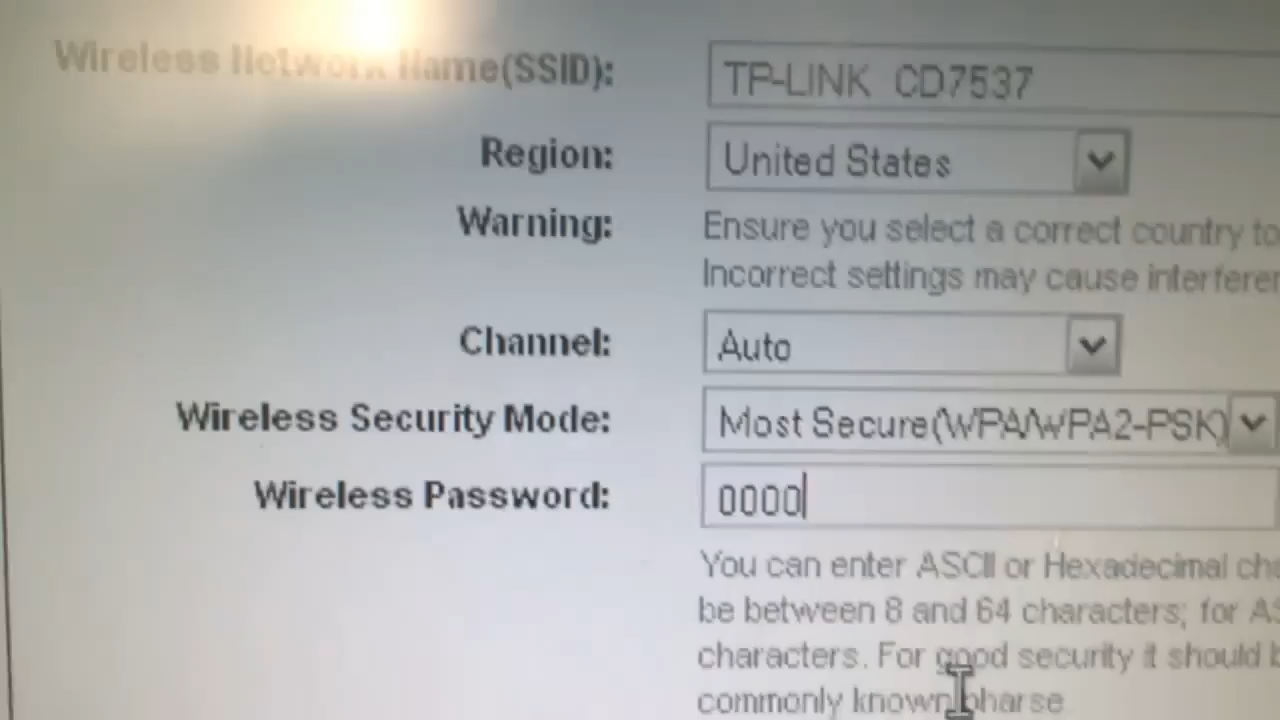 Wireless Network Name(SSID): TP-LINK_CD7537
Region: United States
Warning: Ensure you select a correct country to
Incorrect settings may cause interferen
Channel: Auto
Wireless Security Mode: Most Secure(WPA/WPA2-PSK)
Wireless Password: 0000
You can enter ASCII or Hexadecimal cha
be between 8 and 64 characters; for AS
characters. For good security it should b
commonly known pharse